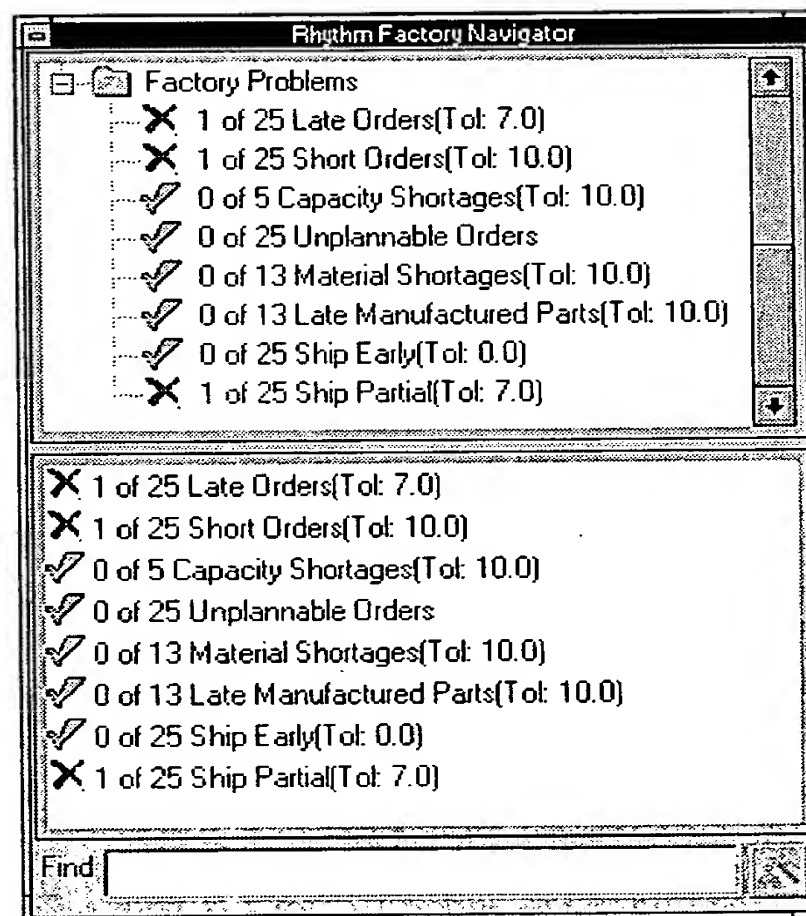 Rhythm Factory Navigator
Factory Problems
1 of 25 Late Orders(Tol: 7.0)
1 of 25 Short Orders(Tol: 10.0)
0 of 5 Capacity Shortages(Tol: 10.0)
0 of 25 Unplannable Orders
0 of 13 Material Shortages(Tol: 10.0)
0 of 13 Late Manufactured Parts(Tol: 10.0)
0 of 25 Ship Early(Tol: 0.0)
1 of 25 Ship Partial(Tol: 7.0)
1 of 25 Late Orders(Tol: 7.0)
1 of 25 Short Orders(Tol: 10.0)
0 of 5 Capacity Shortages(Tol: 10.0)
0 of 25 Unplannable Orders
0 of 13 Material Shortages(Tol: 10.0)
0 of 13 Late Manufactured Parts(Tol: 10.0)
0 of 25 Ship Early(Tol: 0.0)
1 of 25 Ship Partial(Tol: 7.0)
Find